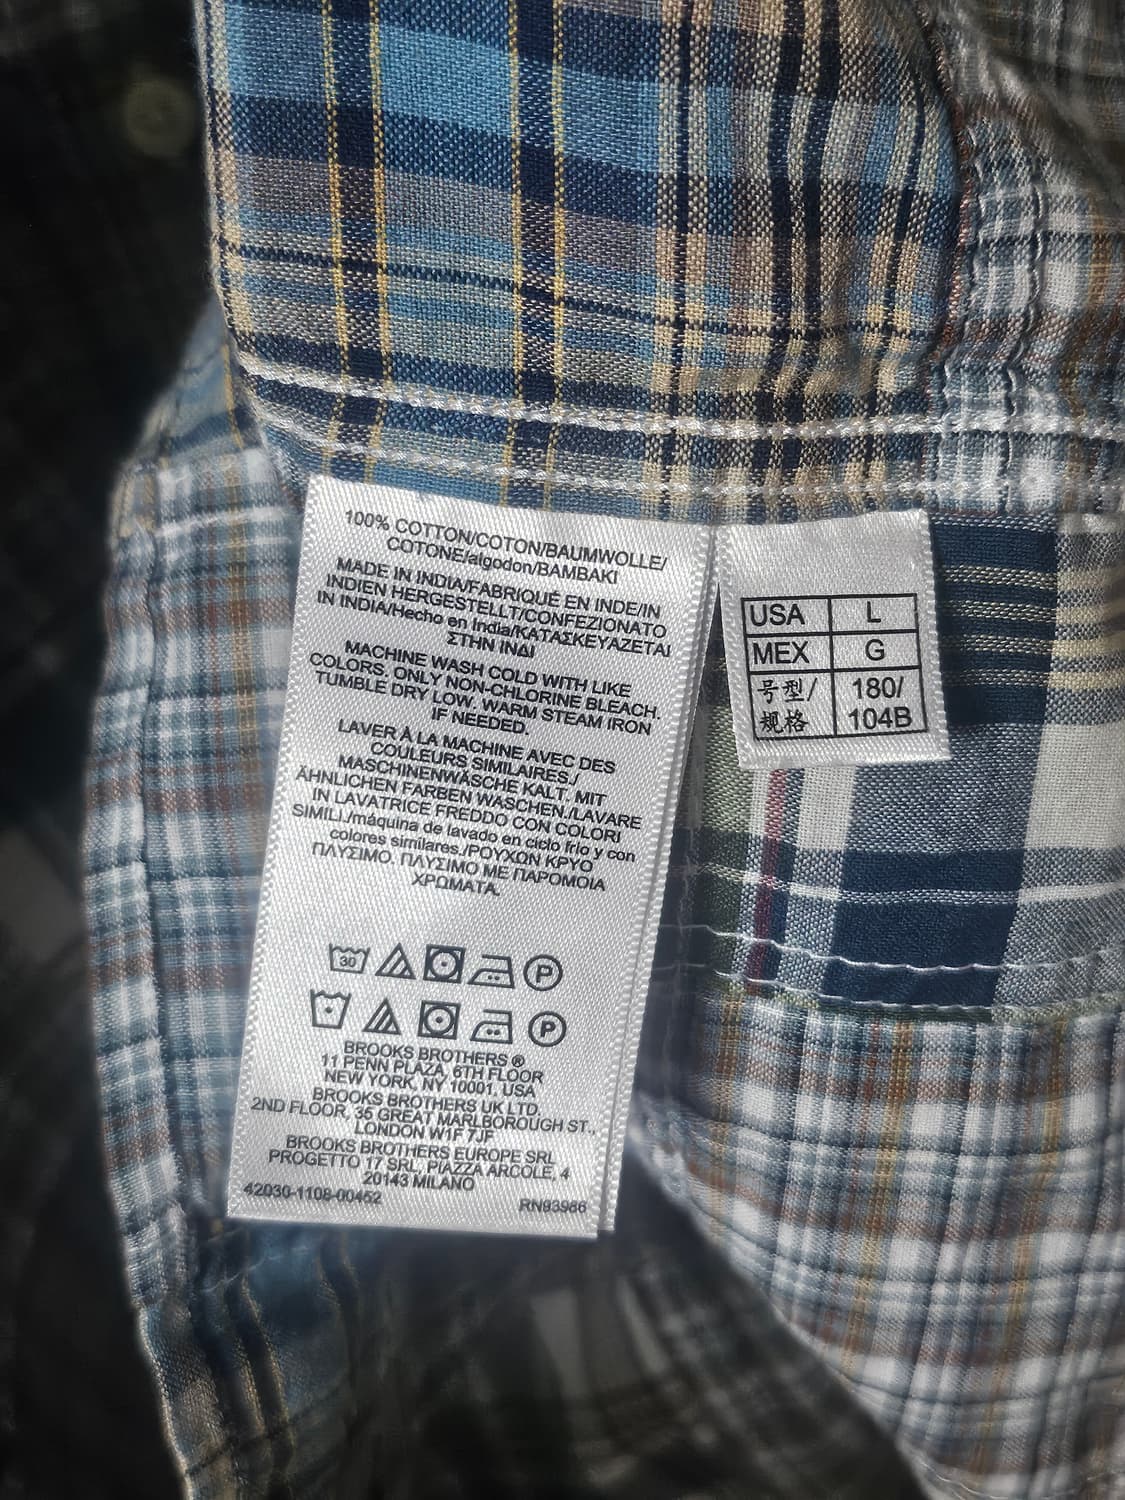 100% COTTON/COTON/BAUMWOLLE/
COTONE/algodon/BAMBAKI
MADE IN INDIA/FABRIQUÉ EN INDE/IN
INDIEN HERGESTELLT/CONFEZIONATO
IN INDIA/Hecho en India/ΚΑΤΑΣΚΕΥΑΖΕΤΑΙ
ΣΤΗΝ ΙΝΔΙ
MACHINE WASH COLD WITH LIKE
COLORS. ONLY NON-CHLORINE BLEACH.
TUMBLE DRY LOW. WARM STEAM IRON
IF NEEDED.
LAVER À LA MACHINE AVEC DES
COULEURS SIMILAIRES./
MASCHINENWÄSCHE KALT. MIT
ÄHNLICHEN FARBEN WASCHEN./LAVARE
IN LAVATRICE FREDDO CON COLORI
SIMILI./máquina de lavado en ciclo frio y con
colores similares./ΡΟΥΧΩΝ ΚΡΥΟ
ΠΛΥΣΙΜΟ. ΠΛΥΣΙΜΟ ΜΕ ΠΑΡΟΜΟΙΑ
ΧΡΩΜΑΤΑ.
30 P
P
BROOKS BROTHERS ®
11 PENN PLAZA, 6TH FLOOR
NEW YORK, NY 10001, USA
BROOKS BROTHERS UK LTD.
2ND FLOOR, 35 GREAT MARLBOROUGH ST.,
LONDON W1F 7JF
BROOKS BROTHERS EUROPE SRL
PROGETTO 17 SRL, PIAZZA ARCOLE, 4
20143 MILANO
42030-1108-00452 RN93986
USA L
MEX G
号型/ 180/
规格 104B